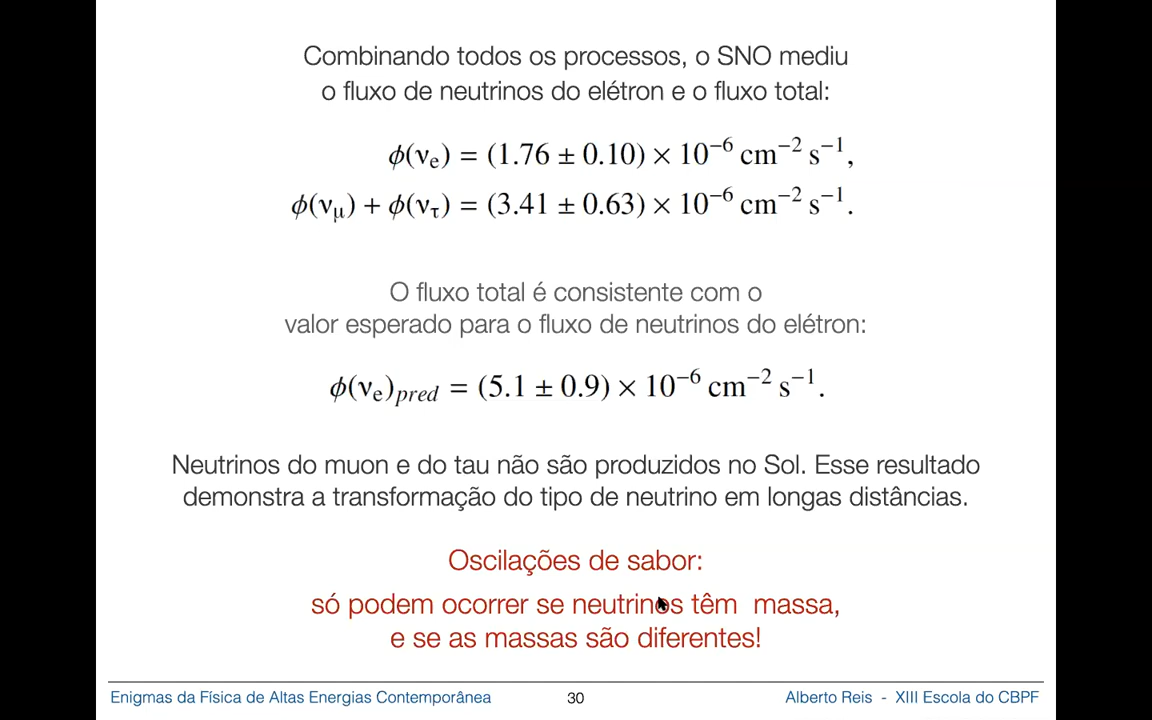 Combinando todos os processos, o SNO mediu
o fluxo de neutrinos do elétron e o fluxo total:
ϕ(νₑ) = (1.76 ± 0.10) × 10⁻⁶ cm⁻² s⁻¹,
ϕ(ν_μ) + ϕ(ν_τ) = (3.41 ± 0.63) × 10⁻⁶ cm⁻² s⁻¹.
O fluxo total é consistente com o
valor esperado para o fluxo de neutrinos do elétron:
ϕ(νₑ)_pred = (5.1 ± 0.9) × 10⁻⁶ cm⁻² s⁻¹.
Neutrinos do muon e do tau não são produzidos no Sol. Esse resultado
demonstra a transformação do tipo de neutrino em longas distâncias.
Oscilações de sabor:
só podem ocorrer se neutrinos têm massa,
e se as massas são diferentes!
Enigmas da Física de Altas Energias Contemporânea 30 Alberto Reis - XIII Escola do CBPF